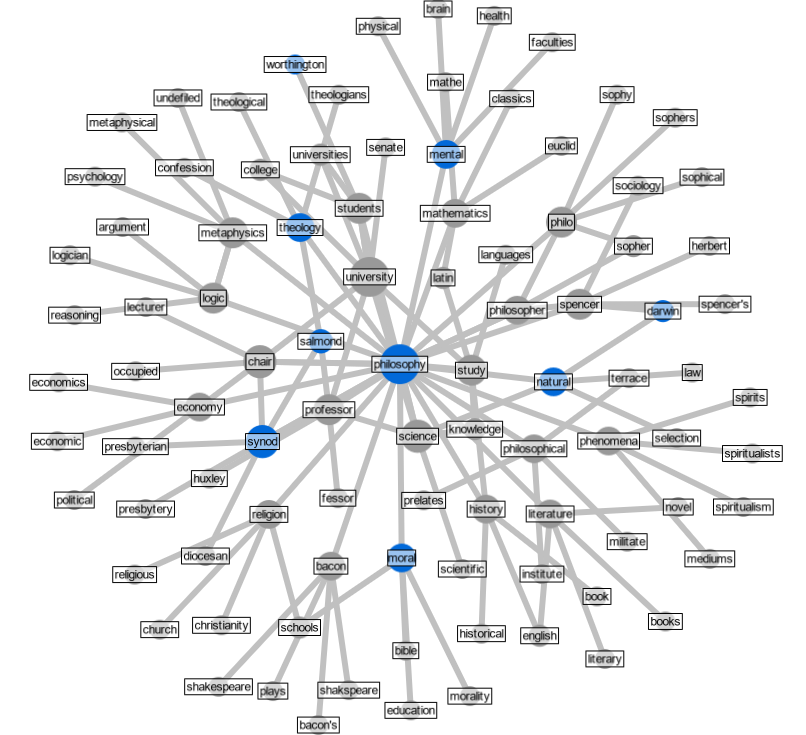 brain
health
physical
faculties
worthington
mathe
undefiled
theological
theologians
classics
sophy
metaphysical
sophers
senate
euclid
universities
mental
confession
college
psychology
sophical
sociology
students
mathematics
argument
theology
metaphysics
philo
sopher
herbert
logician
languages
university
latin
logic
lecturer
reasoning
philosopher
spencer
spencer's
darwin
salmond
chair
philosophy
study
occupied
natural
terrace
law
economics
economy
professor
spirits
science
knowledge
economic
presbyterian
synod
philosophical
phenomena
selection
spiritualists
huxley
political
presbytery
fessor
prelates
history
literature
novel
spiritualism
religion
militate
diocesan
moral
mediums
bacon
scientific
institute
religious
book
books
church
christianity
schools
historical
english
bible
literary
shakespeare
plays
shakspeare
morality
education
bacon's